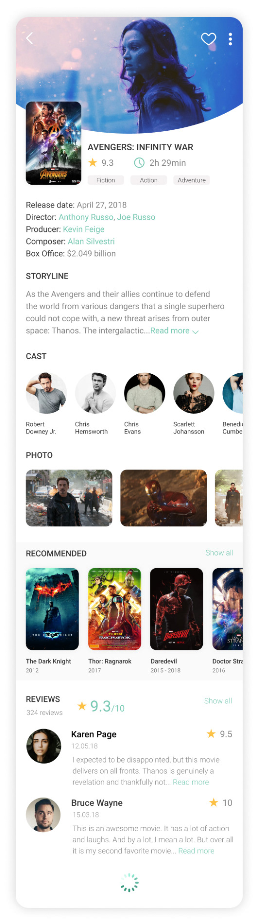 AVENGERS: INFINITY WAR
9.3
2h 29min
Fiction
Action
Adventure
AVENGERS
Release date: April 27, 2018
Director: Anthony Russo, Joe Russo
Producer: Kevin Feige
Composer: Alan Silvestri
Box Office: $2.049 billion
STORYLINE
As the Avengers and their allies continue to defend
the world from various dangers that a single superhero
could not cope with, a new threat arises from outer
space: Thanos. The intergalactic...Read more
CAST
Robert
Downey Jr.
Chris
Hemsworth
Chris
Evans
Scarlett
Johansson
Benedi
Cumbe
PHOTO
RECOMMENDED
Show all
The Dark Knight
2012
Thor: Ragnarok
2017
Daredevil
2015 - 2018
Doctor Stra
2016
REVIEWS
324 reviews
9.3/10
Show all
Karen Page
9.5
12.05.18
I expected to be disappointed, but this movie
delivers on all fronts. Thanos is genuinely a
revelation and thankfully not... Read more
Bruce Wayne
10
15.03.18
This is an awesome movie. It has a lot of action
and laughs. And by a lot, I mean a lot. But over all
it is my second favorite movie... Read more